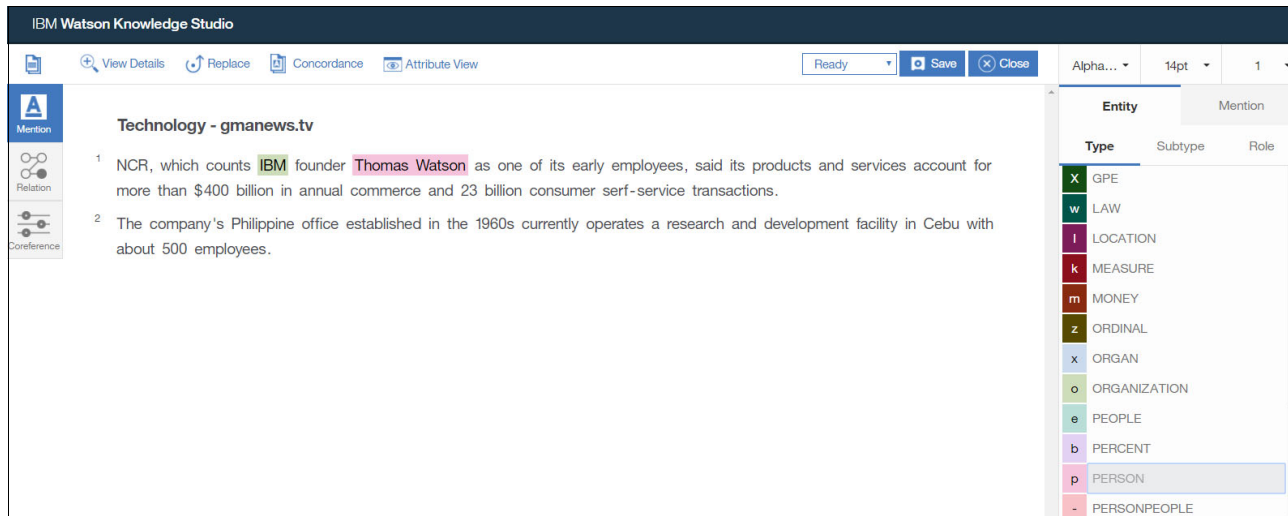 IBM Watson Knowledge Studio
View Details Replace Concordance Attribute View Ready Save Close Alpha... 14pt 1
Mention
Relation
Coreference
Technology - gmanews.tv
1 NCR, which counts IBM founder Thomas Watson as one of its early employees, said its products and services account for
more than $400 billion in annual commerce and 23 billion consumer serf-service transactions.
2 The company's Philippine office established in the 1960s currently operates a research and development facility in Cebu with
about 500 employees.
Entity Mention
Type Subtype Role
X GPE
w LAW
l LOCATION
k MEASURE
m MONEY
z ORDINAL
x ORGAN
o ORGANIZATION
e PEOPLE
b PERCENT
p PERSON
- PERSONPEOPLE